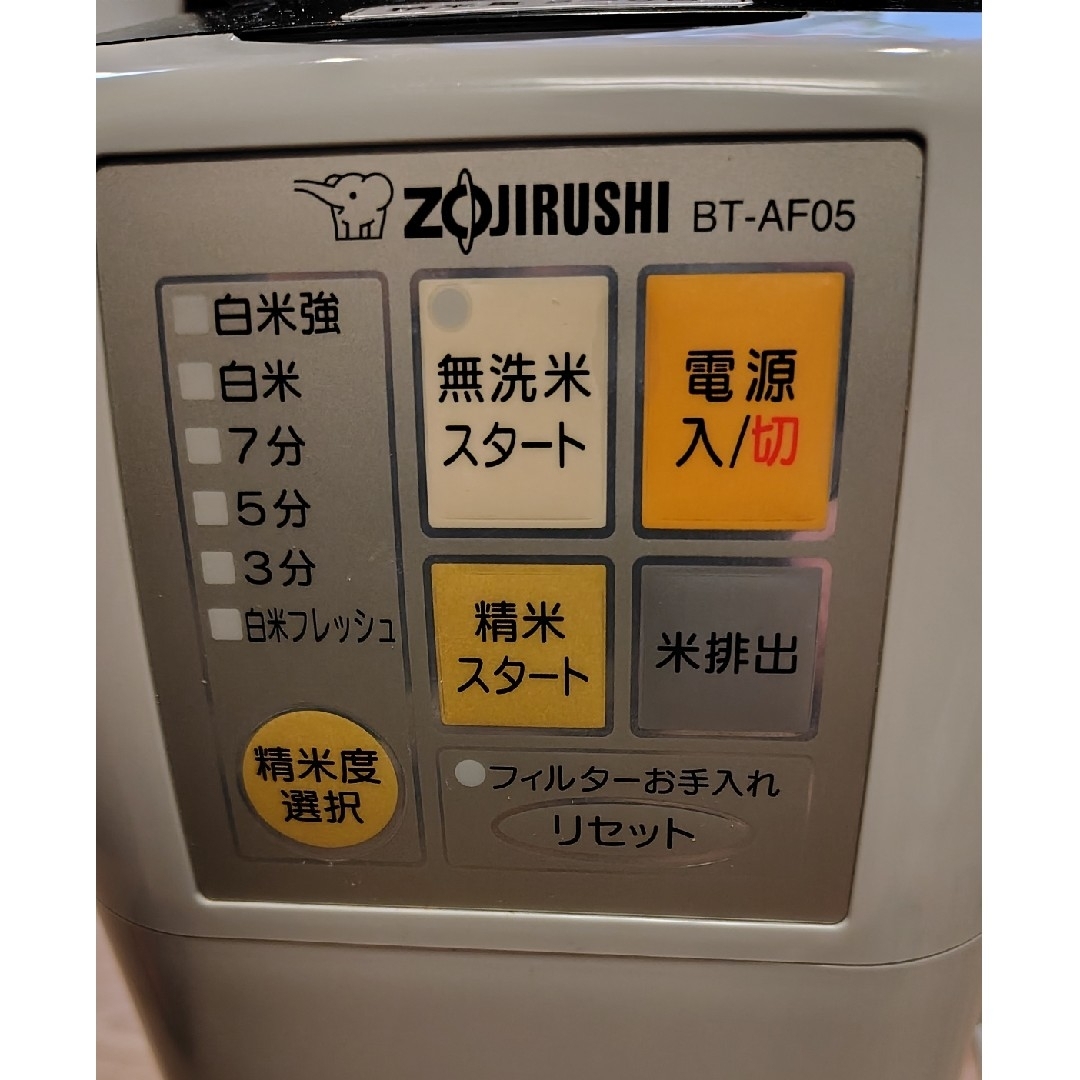 ZOJIRUSHI BT-AF05
白米強
白米
7分
5分
3分
白米フレッシュ
精米度
選択
無洗米
スタート
電源
入/切
精米
スタート
米排出
フィルターお手入れ
リセット